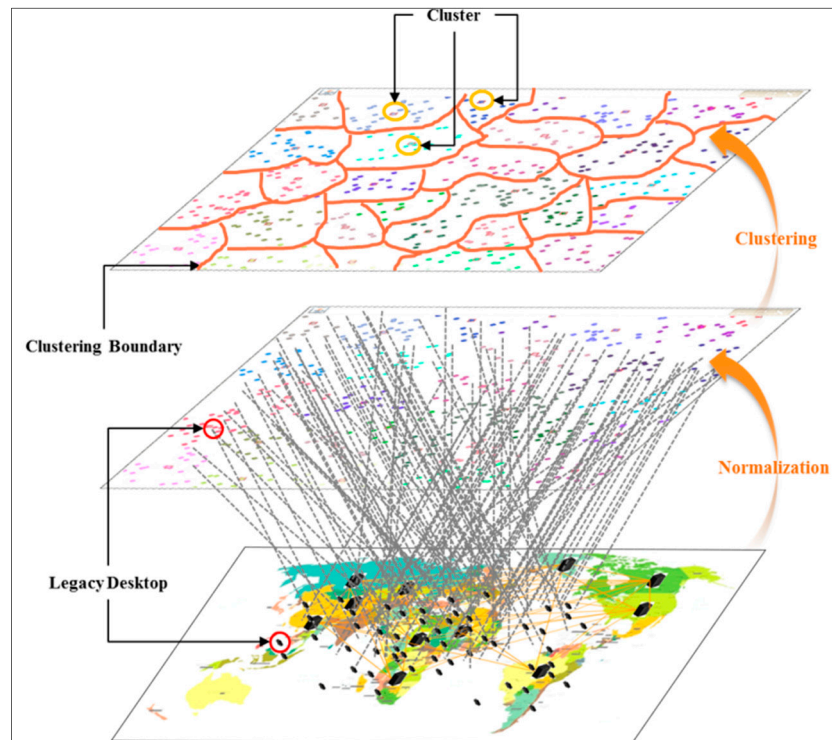 Cluster
Clustering
Clustering Boundary
Normalization
Legacy Desktop